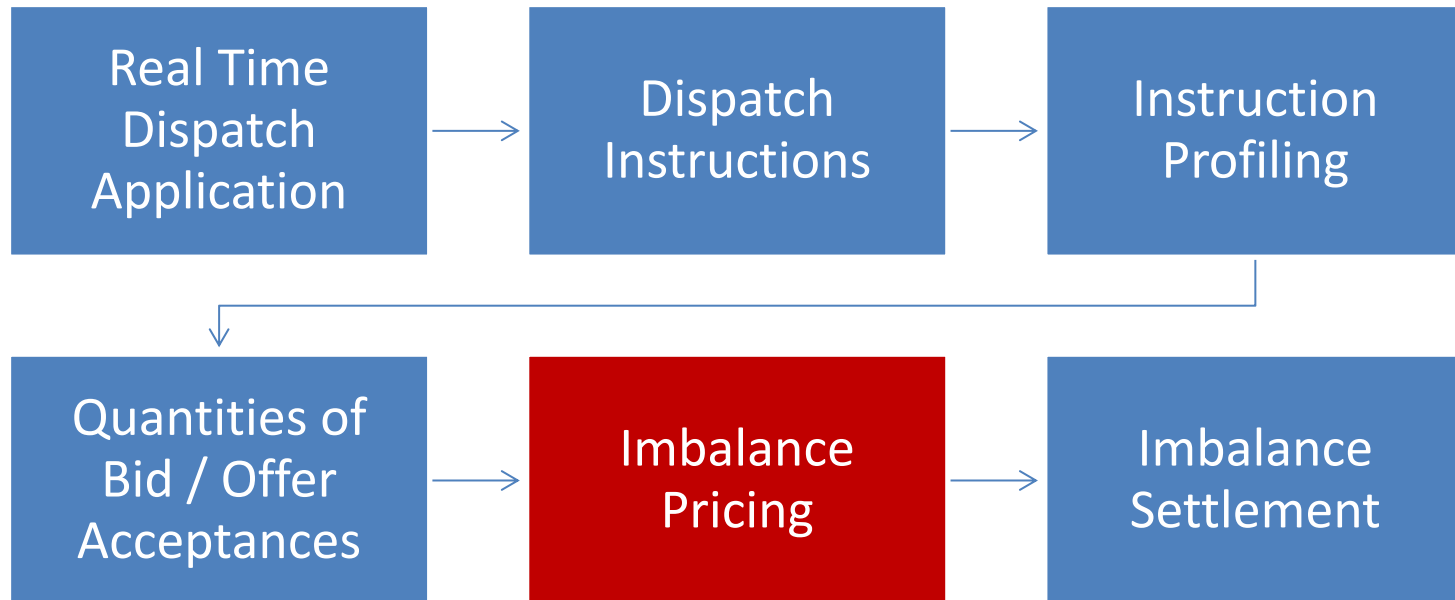 Real Time
Dispatch
Application
Dispatch
Instructions
Instruction
Profiling
Quantities of
Bid / Offer
Acceptances
Imbalance
Pricing
Imbalance
Settlement